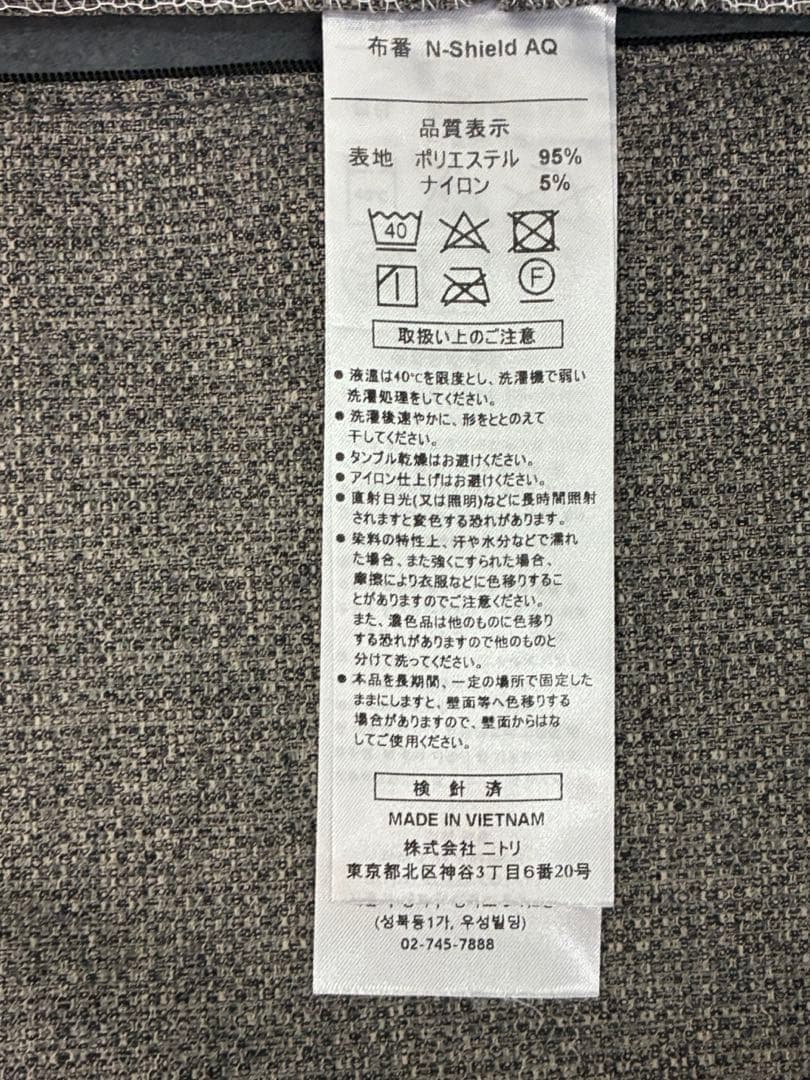 布番 N-Shield AQ
品質表示
表地 ポリエステル 95%
ナイロン 5%
40
F
取扱い上のご注意
● 液温は40℃を限度とし、洗濯機で弱い
洗濯処理をしてください。
● 洗濯後速やかに、形をととのえて
干してください。
● タンブル乾燥はお避けください。
● アイロン仕上げはお避けください。
● 直射日光(又は照明)などに長時間照射
されますと変色する恐れがあります。
● 染料の特性上、汗や水分などで濡れ
た場合、また強くこすられた場合、
摩擦により衣服などに色移りするこ
とがありますのでご注意ください。
また、濃色品は他のものに色移り
する恐れがありますので他のものと
分けて洗ってください。
● 本品を長期間、一定の場所で固定した
ままにしますと、壁面等へ色移りする
場合がありますので、壁面からはな
してご使用ください。
検 針 済
MADE IN VIETNAM
株式会社 ニトリ
東京都北区神谷3丁目6番20号
(성북동1가, 우성빌딩)
02-745-7888